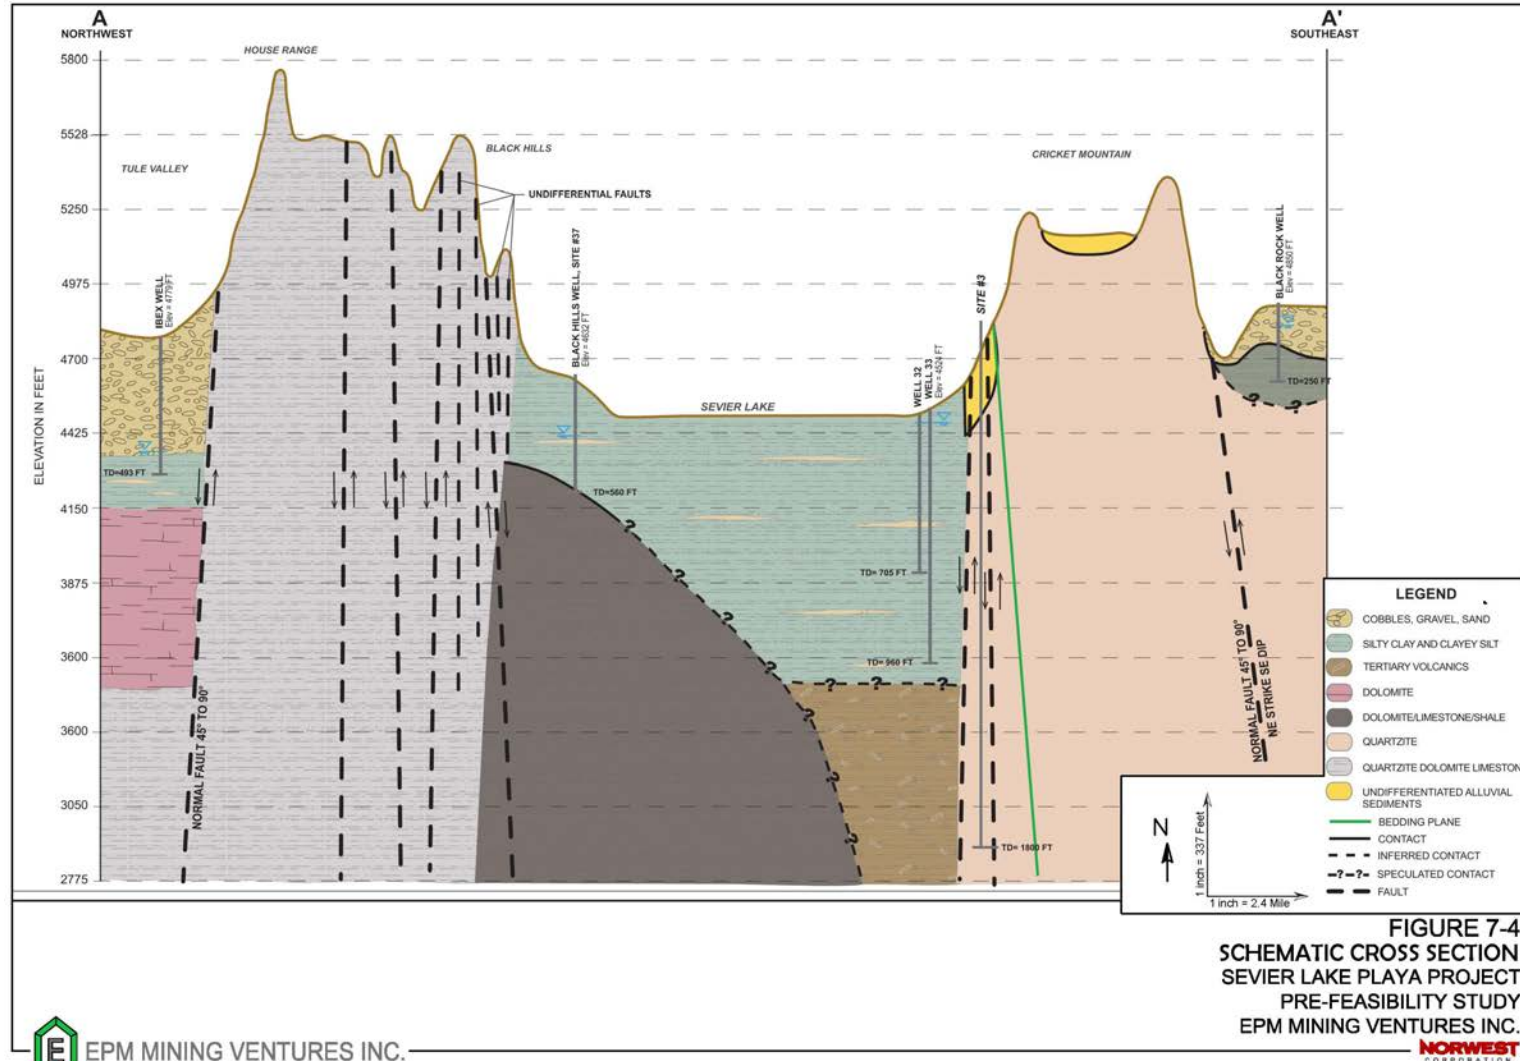 A
NORTHWEST
A'
SOUTHEAST
HOUSE RANGE
TULE VALLEY
BLACK HILLS
CRICKET MOUNTAIN
UNDIFFERENTIAL FAULTS
ELEVATION IN FEET
5800
5528
5250
4975
4700
4425
4150
3875
3600
3600
3050
2775
IBEX WELL
Elev = 4779 FT
TD=493 FT
BLACK HILLS WELL, SITE #37
Elev = 4632 FT
TD=560 FT
SEVIER LAKE
WELL 32
WELL 33
Elev = 4524 FT
TD= 705 FT
TD= 960 FT
SITE #3
TD= 1800 FT
BLACK ROCK WELL
Elev = 4850 FT
TD=250 FT
NORMAL FAULT 45° TO 90°
NORMAL FAULT 45° TO 90°
NE STRIKE SE DIP
? ? ? ? ? ? ? ? ? ? ? ? ?
LEGEND
COBBLES, GRAVEL, SAND
SILTY CLAY AND CLAYEY SILT
TERTIARY VOLCANICS
DOLOMITE
DOLOMITE/LIMESTONE/SHALE
QUARTZITE
QUARTZITE DOLOMITE LIMESTON
UNDIFFERENTIATED ALLUVIAL
SEDIMENTS
BEDDING PLANE
CONTACT
INFERRED CONTACT
-?-?- SPECULATED CONTACT
FAULT
N
1 inch = 337 Feet
1 inch = 2.4 Mile
FIGURE 7-4
SCHEMATIC CROSS SECTION
SEVIER LAKE PLAYA PROJECT
PRE-FEASIBILITY STUDY
EPM MINING VENTURES INC.
E EPM MINING VENTURES INC.
NORWEST
CORPORATION